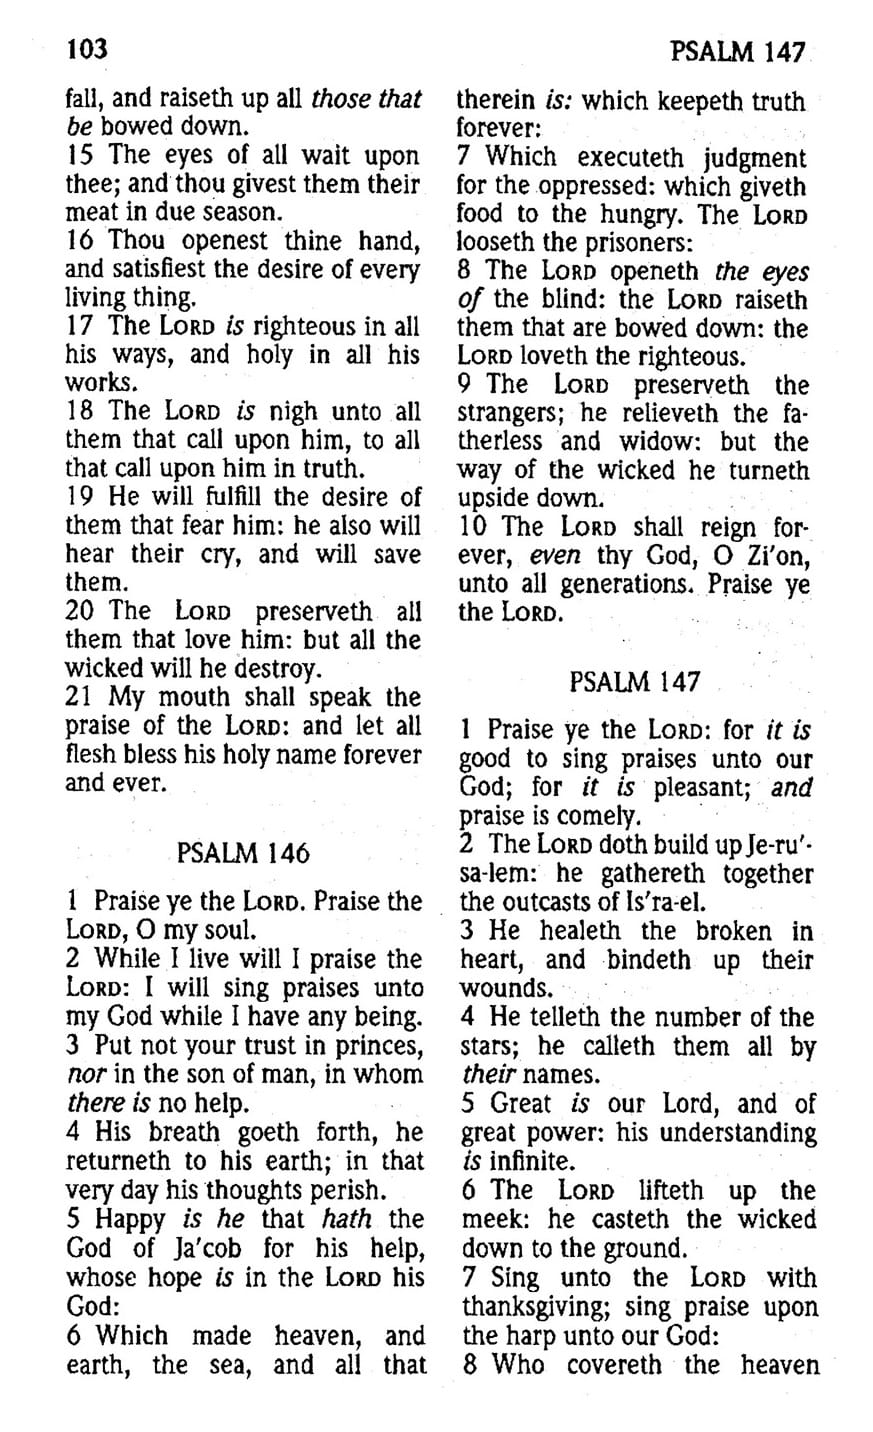 103
PSALM 147
fall, and raiseth up all those that
be bowed down.
15 The eyes of all wait upon
thee; and thou givest them their
meat in due season.
16 Thou openest thine hand,
and satisfiest the desire of every
living thing.
17 The LORD is righteous in all
his ways, and holy in all his
works.
18 The LORD is nigh unto all
them that call upon him, to all
that call upon him in truth.
19 He will fulfill the desire of
them that fear him: he also will
hear their cry, and will save
them.
20 The LORD preserveth all
them that love him: but all the
wicked will he destroy.
21 My mouth shall speak the
praise of the LORD: and let all
flesh bless his holy name forever
and ever.
PSALM 146
1 Praise ye the LORD. Praise the
LORD, O my soul.
2 While I live will I praise the
LORD: I will sing praises unto
my God while I have any being.
3 Put not your trust in princes,
nor in the son of man, in whom
there is no help.
4 His breath goeth forth, he
returneth to his earth; in that
very day his thoughts perish.
5 Happy is he that hath the
God of Ja'cob for his help,
whose hope is in the LORD his
God:
6 Which made heaven, and
earth, the sea, and all that
therein is: which keepeth truth
forever:
7 Which executeth judgment
for the oppressed: which giveth
food to the hungry. The LORD
looseth the prisoners:
8 The LORD openeth the eyes
of the blind: the LORD raiseth
them that are bowed down: the
LORD loveth the righteous.
9 The LORD preserveth the
strangers; he relieveth the fa-
therless and widow: but the
way of the wicked he turneth
upside down.
10 The LORD shall reign for-
ever, even thy God, O Zi'on,
unto all generations. Praise ye
the LORD.
PSALM 147
1 Praise ye the LORD: for it is
good to sing praises unto our
God; for it is pleasant; and
praise is comely.
2 The LORD doth build up Je-ru'-
sa-lem: he gathereth together
the outcasts of Is'ra-el.
3 He healeth the broken in
heart, and bindeth up their
wounds.
4 He telleth the number of the
stars; he calleth them all by
their names.
5 Great is our Lord, and of
great power: his understanding
is infinite.
6 The LORD lifteth up the
meek: he casteth the wicked
down to the ground.
7 Sing unto the LORD with
thanksgiving; sing praise upon
the harp unto our God:
8 Who covereth the heaven